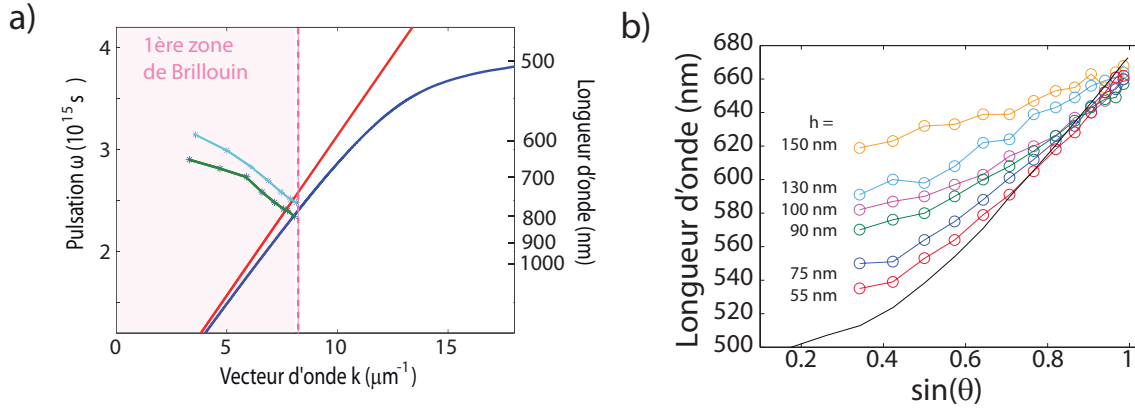 a)
1ère zone
de Brillouin
4
3
2
Pulsation ω (10 15 s)
0
5
10
15
Vecteur d'onde k (μm-1)
500
600
700
800
900
1000
Longueur d'onde (nm)
b)
680
660
640
620
600
580
560
540
520
500
Longueur d'onde (nm)
h =
150 nm
130 nm
100 nm
90 nm
75 nm
55 nm
0.2
0.4
0.6
0.8
1
sin(θ)